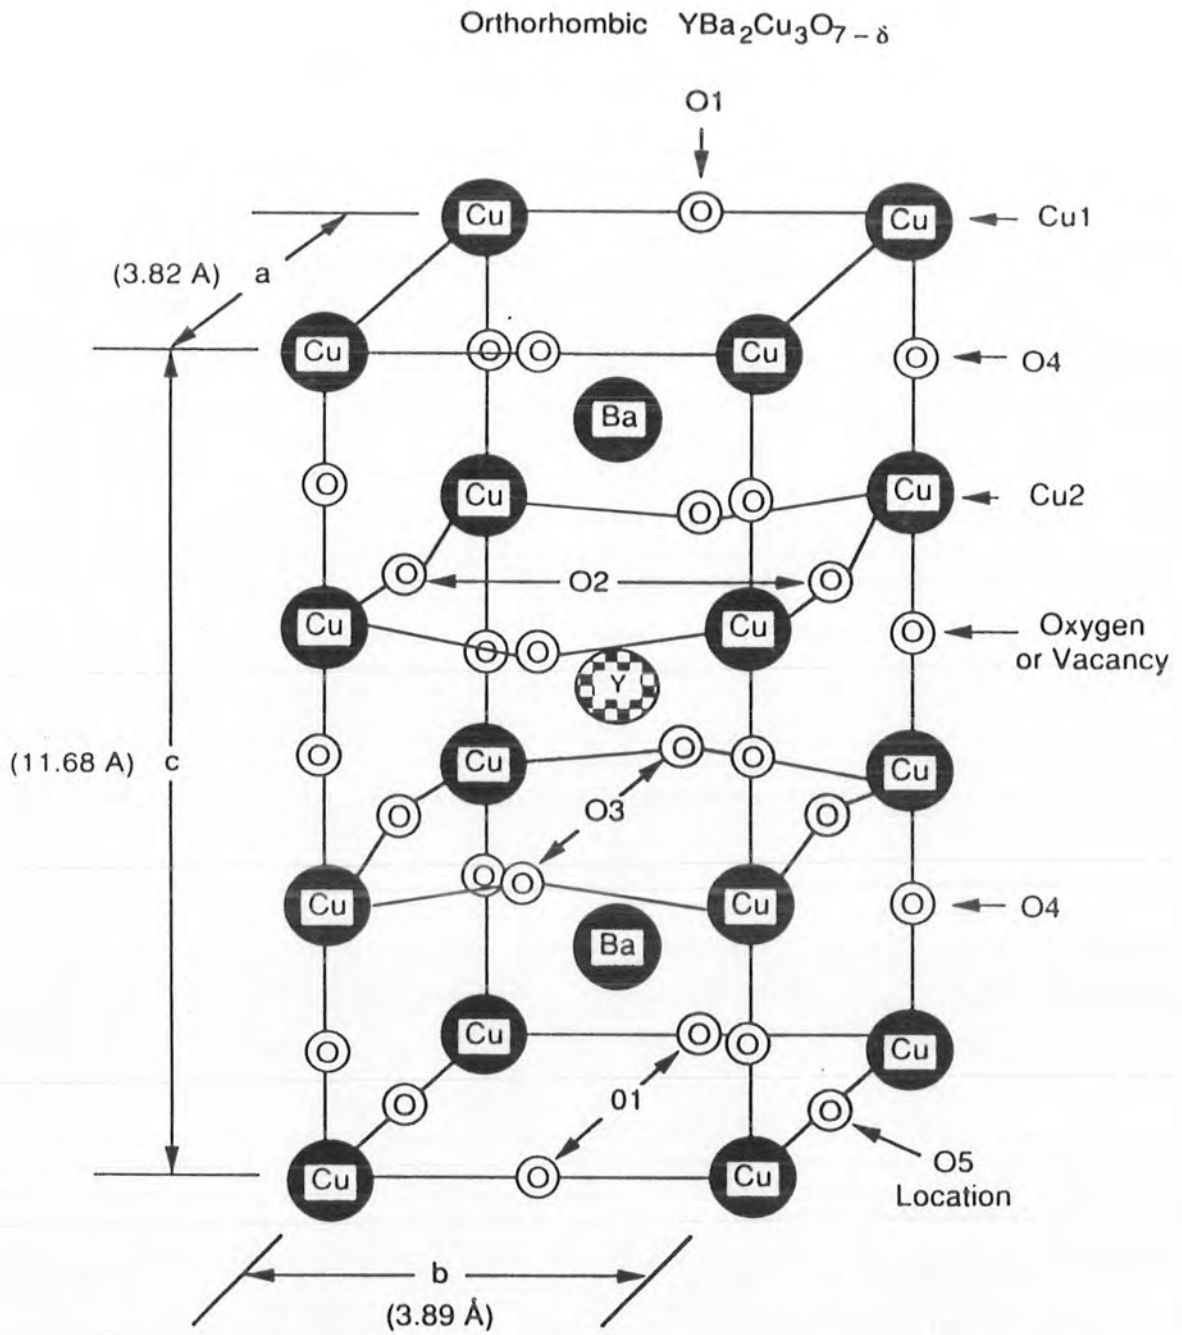 Orthorhombic YBa₂Cu₃O₇ ₋ δ
O1
Cu O Cu Cu1
(3.82 A) a
Cu O O Cu O O4
Ba
O Cu O O Cu Cu2
O O2 O
Cu O O Cu O Oxygen
or Vacancy
Y
(11.68 A) c O Cu O O Cu
O O3 O
Cu O O Cu O O4
Ba
O Cu O O Cu
O 01 O
Cu O Cu O5
Location
b
(3.89 Å)